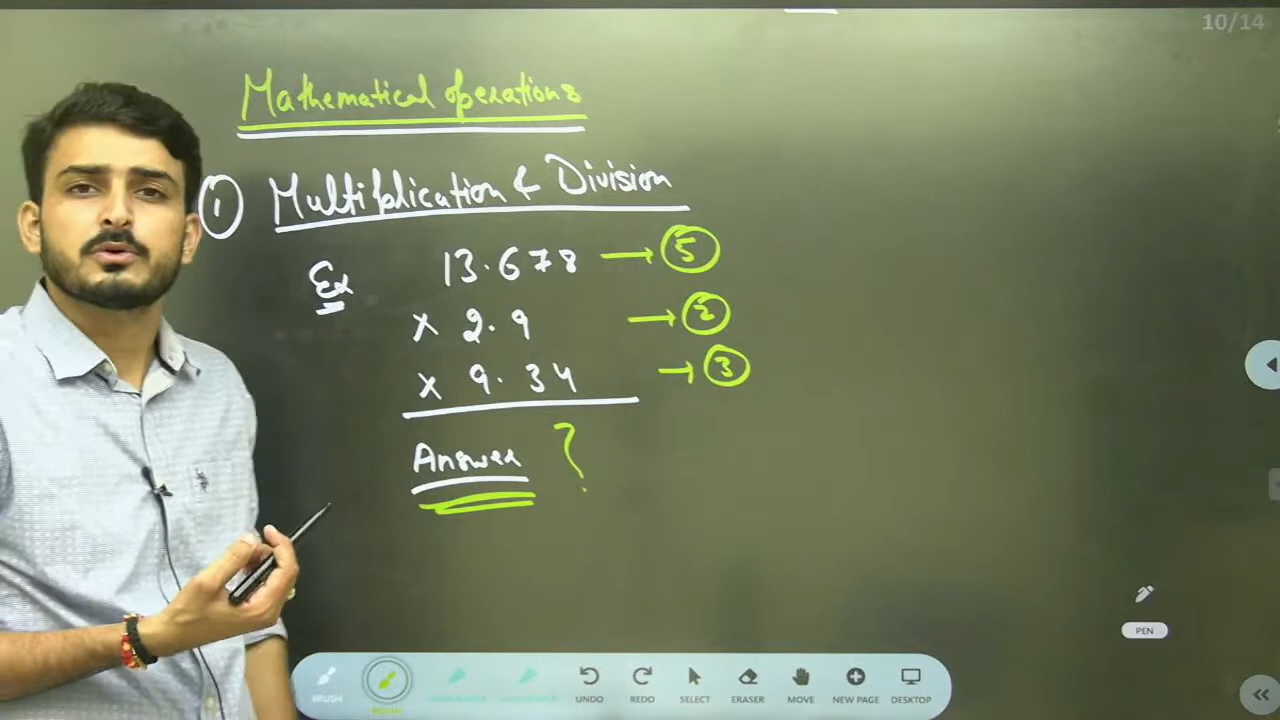 10/14
Mathematical operations
① Multiplication & Division
Ex 13.678 → ⑤
× 2.9 → ②
× 9.34 → ③
Answer ?
PEN
BRUSH
UNDO
REDO
SELECT
ERASER
MOVE
NEW PAGE
DESKTOP